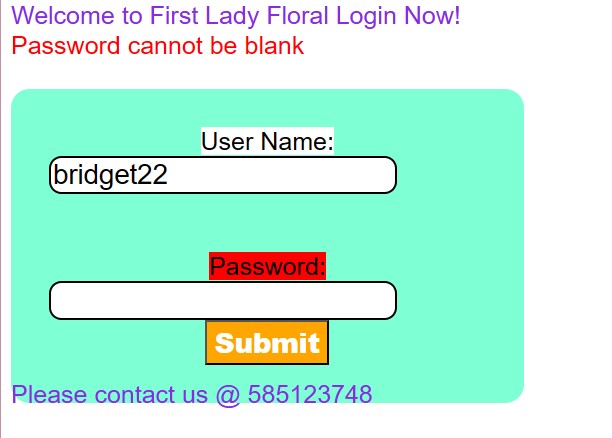 Welcome to First Lady Floral Login Now!
Password cannot be blank
User Name:
bridget22
Password:
Submit
Please contact us @ 585123748